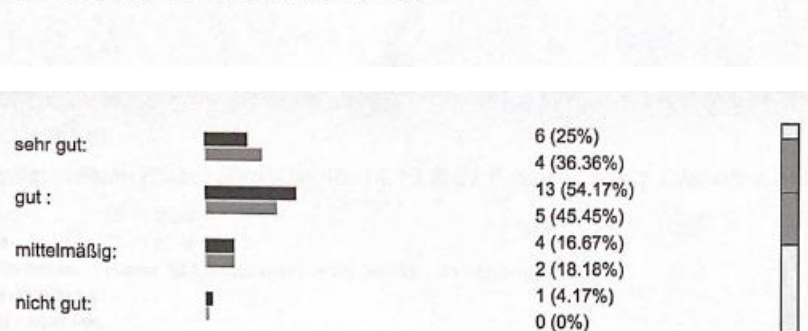 sehr gut:
6 (25%)
4 (36.36%)
gut :
13 (54.17%)
5 (45.45%)
mittelmäßig:
4 (16.67%)
2 (18.18%)
nicht gut:
1 (4.17%)
0 (0%)